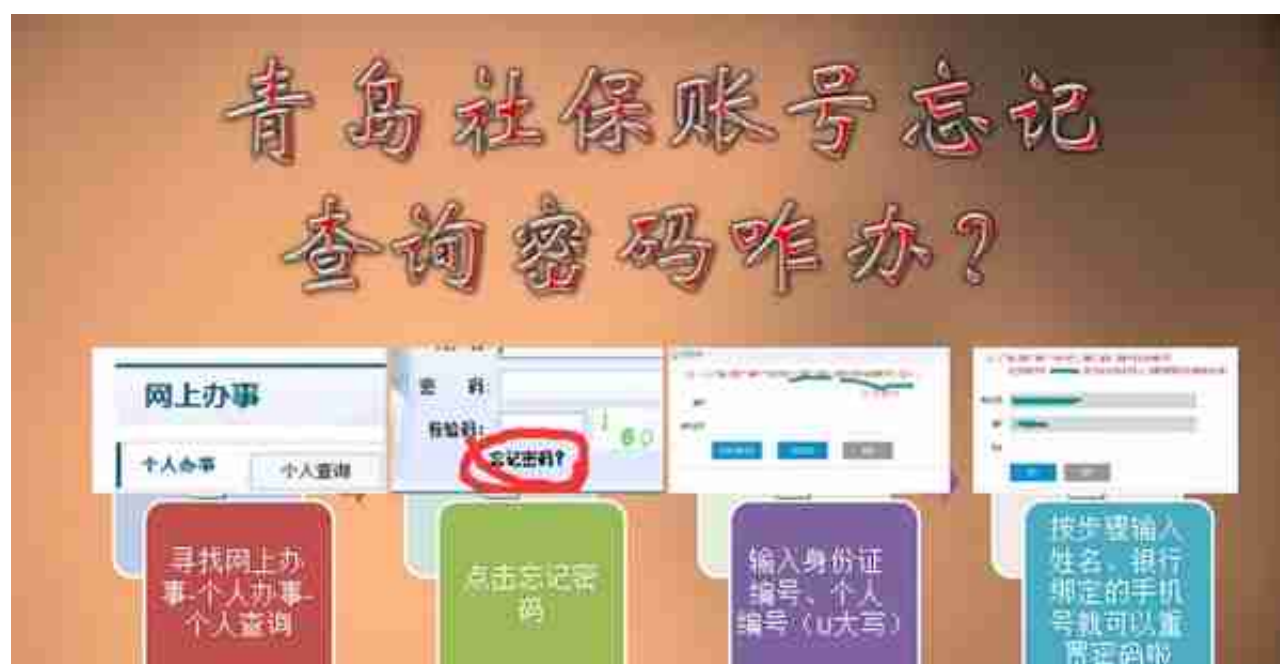 青岛社保账号忘记
查询密码咋办？
网上办事
个人办事
个人查询
密 码
有验码:
忘记密码?
寻找网上办
事-个人办事-
个人查询
点击忘记密
码
输入身份证
编号、个人
编号（u大写）
按步骤输入
姓名、银行
绑定的手机
号就可以重
置密码啦